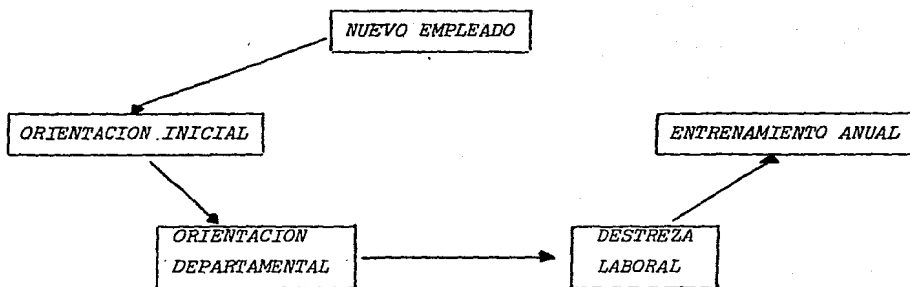 NUEVO EMPLEADO
ORIENTACION INICIAL
ENTRENAMIENTO ANUAL
ORIENTACION
DEPARTAMENTAL
DESTREZA
LABORAL